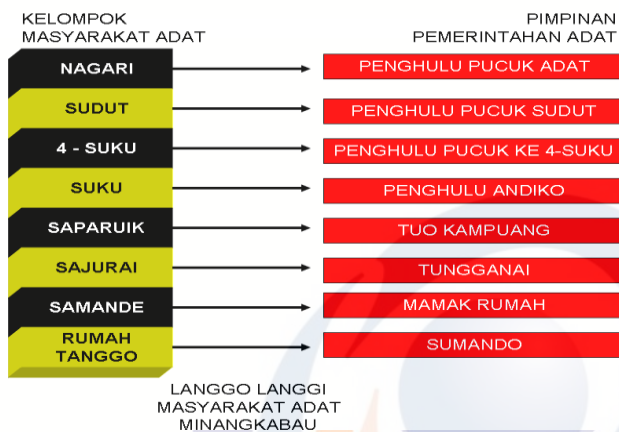 KELOMPOK
MASYARAKAT ADAT
PIMPINAN
PEMERINTAHAN ADAT
NAGARI
PENGHULU PUCUK ADAT
SUDUT
PENGHULU PUCUK SUDUT
4 - SUKU
PENGHULU PUCUK KE 4-SUKU
SUKU
PENGHULU ANDIKO
SAPARUIK
TUO KAMPUANG
SAJURAI
TUNGGANAI
SAMANDE
MAMAK RUMAH
RUMAH
TANGGO
SUMANDO
LANGGO LANGGI
MASYARAKAT ADAT
MINANGKABAU